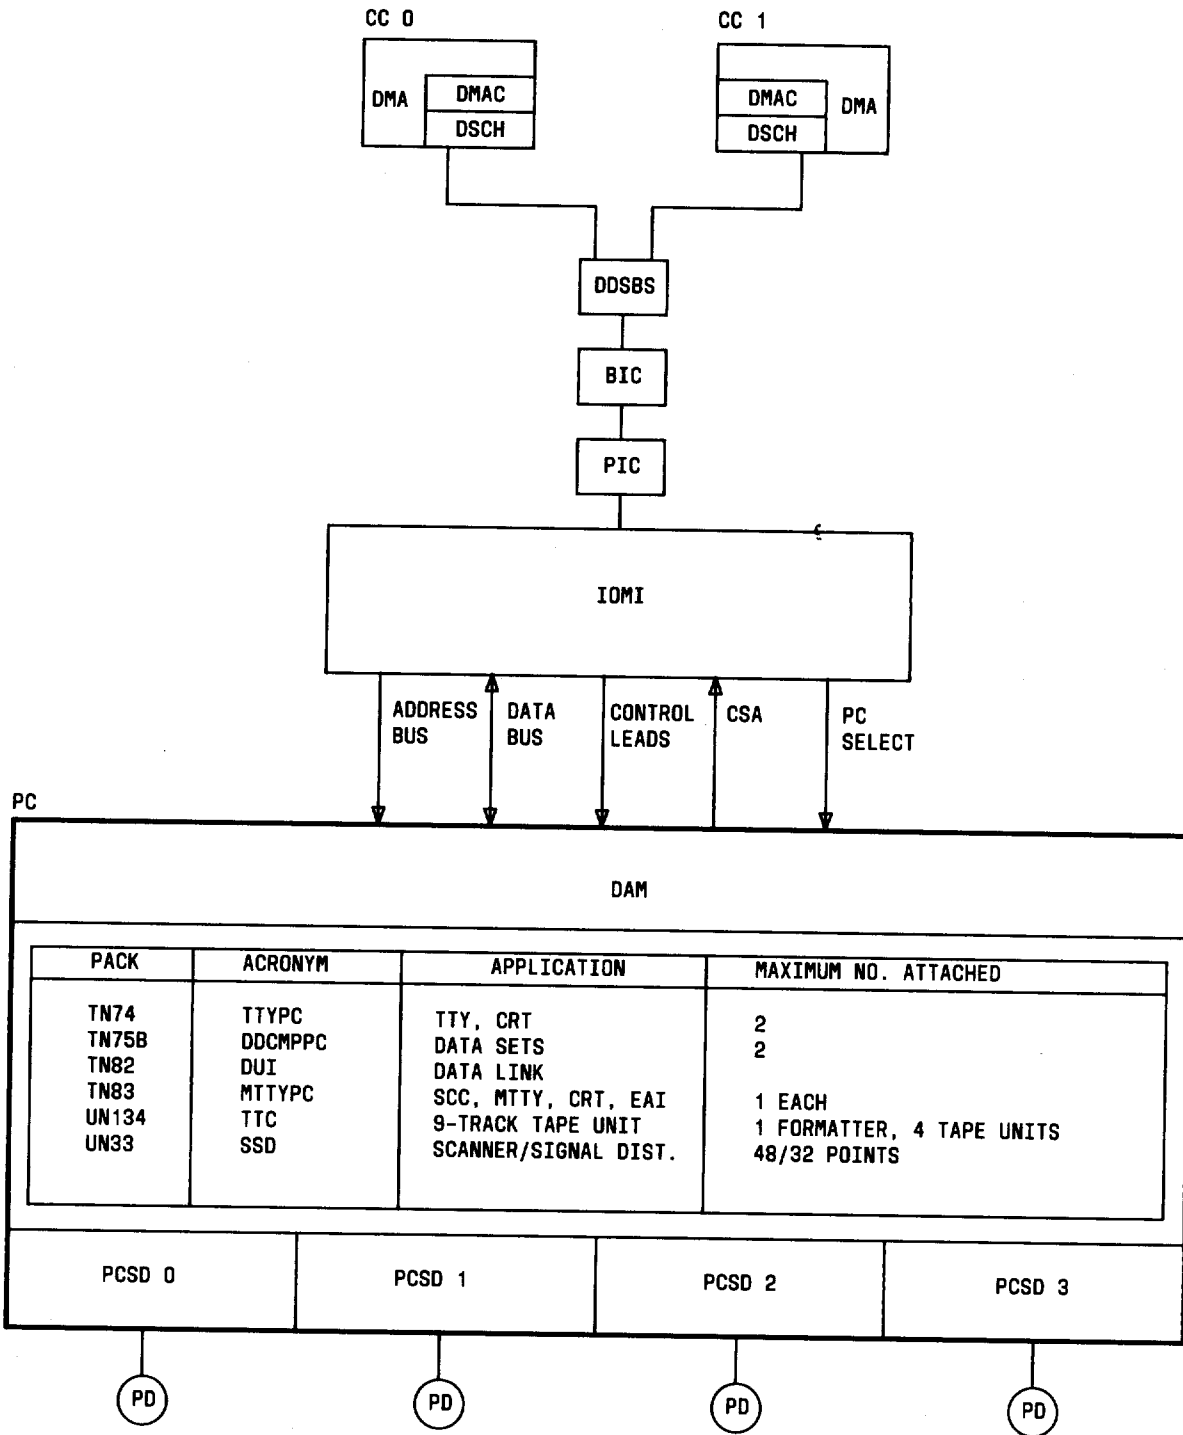 CC 0
CC 1
DMA
DMAC
DSCH
DMAC
DSCH
DMA
DDSBS
BIC
PIC
IOMI
ADDRESS BUS
DATA BUS
CONTROL LEADS
CSA
PC SELECT
PC
DAM
PACK ACRONYM APPLICATION MAXIMUM NO. ATTACHED
TN74 TTYPC TTY, CRT 2
TN75B DDCMPPC DATA SETS 2
TN82 DUI DATA LINK
TN83 MTTYPC SCC, MTTY, CRT, EAI 1 EACH
UN134 TTC 9-TRACK TAPE UNIT 1 FORMATTER, 4 TAPE UNITS
UN33 SSD SCANNER/SIGNAL DIST. 48/32 POINTS
PCSD 0 PCSD 1 PCSD 2 PCSD 3
PD PD PD PD